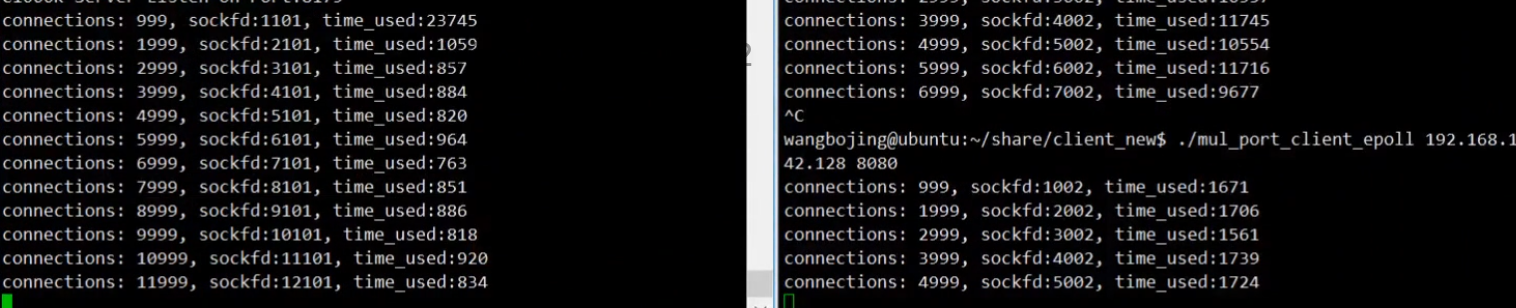 connections: 999, sockfd:1101, time_used:23745
connections: 1999, sockfd:2101, time_used:1059
connections: 2999, sockfd:3101, time_used:857
connections: 3999, sockfd:4101, time_used:884
connections: 4999, sockfd:5101, time_used:820
connections: 5999, sockfd:6101, time_used:964
connections: 6999, sockfd:7101, time_used:763
connections: 7999, sockfd:8101, time_used:851
connections: 8999, sockfd:9101, time_used:886
connections: 9999, sockfd:10101, time_used:818
connections: 10999, sockfd:11101, time_used:920
connections: 11999, sockfd:12101, time_used:834
connections: 3999, sockfd:4002, time_used:11745
connections: 4999, sockfd:5002, time_used:10554
connections: 5999, sockfd:6002, time_used:11716
connections: 6999, sockfd:7002, time_used:9677
^C
wangbojing@ubuntu:~/share/client_new$ ./mul_port_client_epoll 192.168.1
42.128 8080
connections: 999, sockfd:1002, time_used:1671
connections: 1999, sockfd:2002, time_used:1706
connections: 2999, sockfd:3002, time_used:1561
connections: 3999, sockfd:4002, time_used:1739
connections: 4999, sockfd:5002, time_used:1724